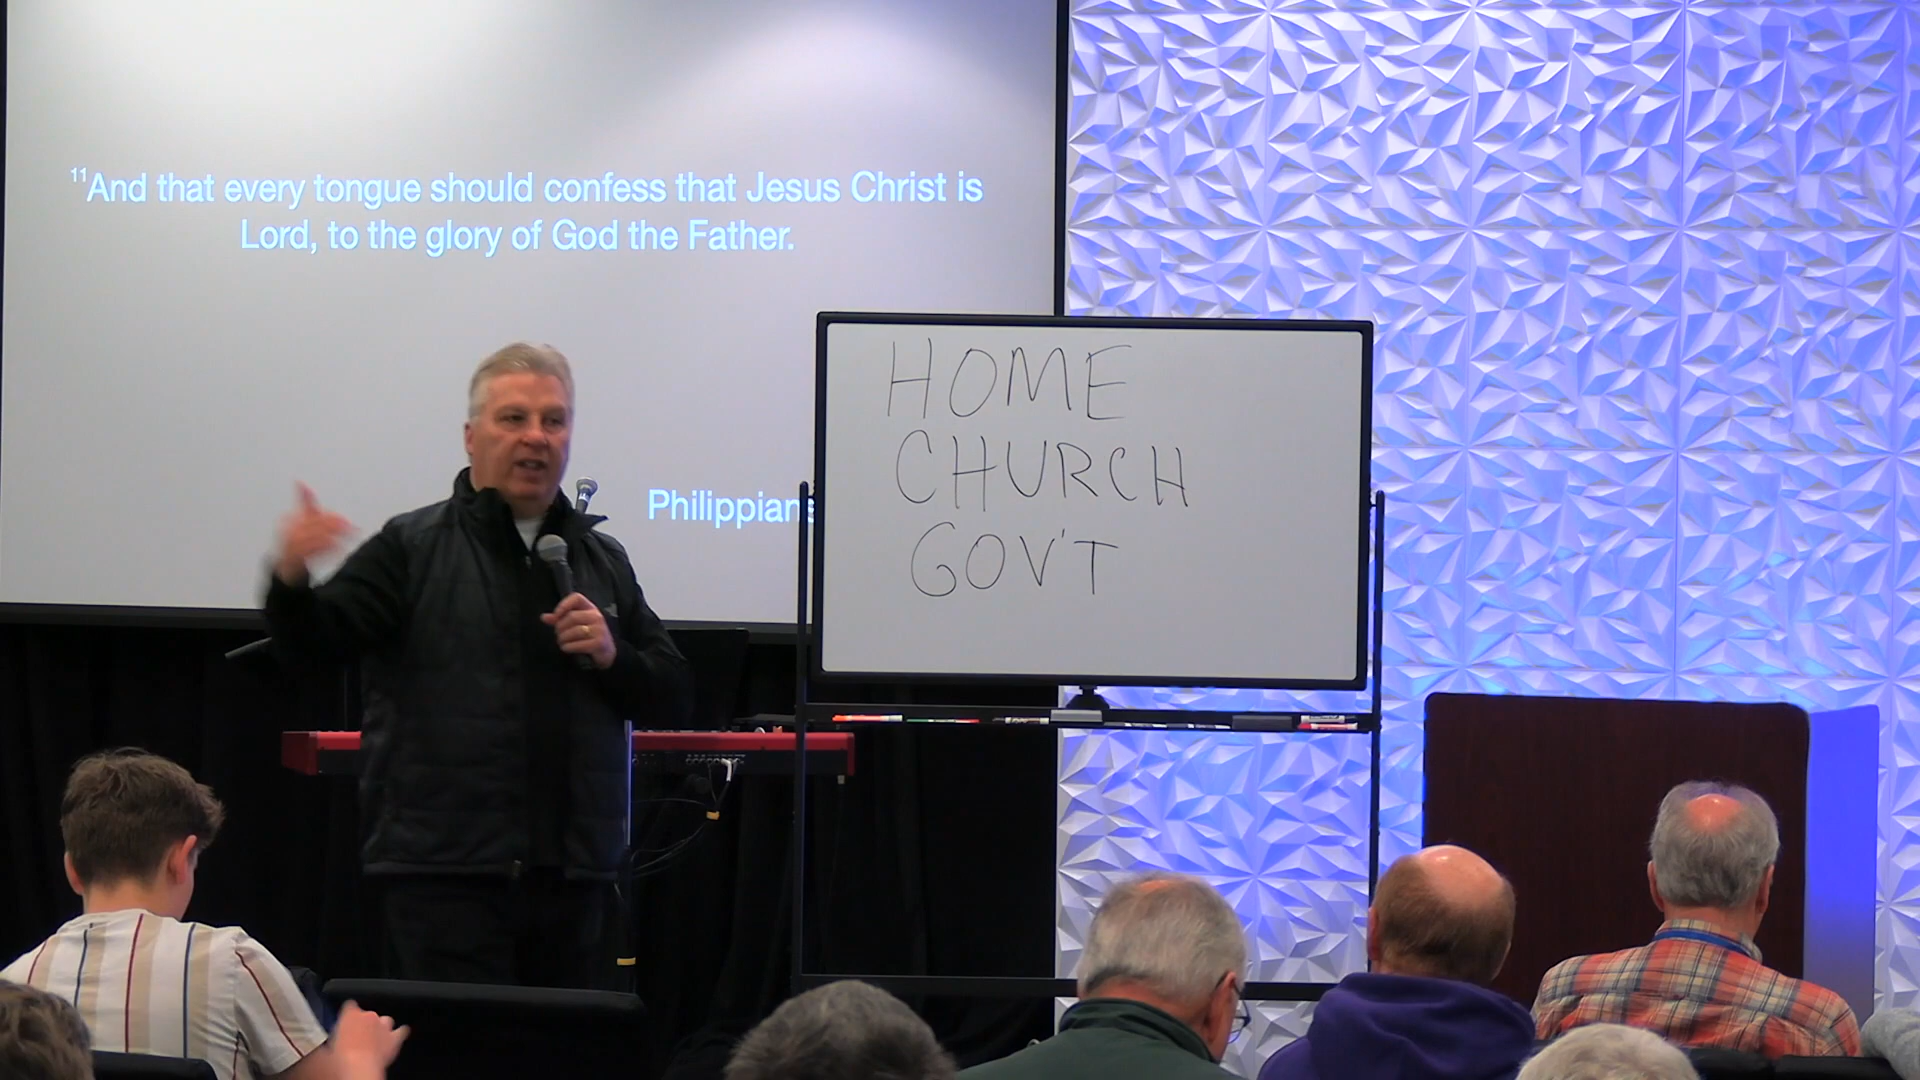 ¹¹And that every tongue should confess that Jesus Christ is
Lord, to the glory of God the Father.
Philippians
HOME
CHURCH
GOV'T